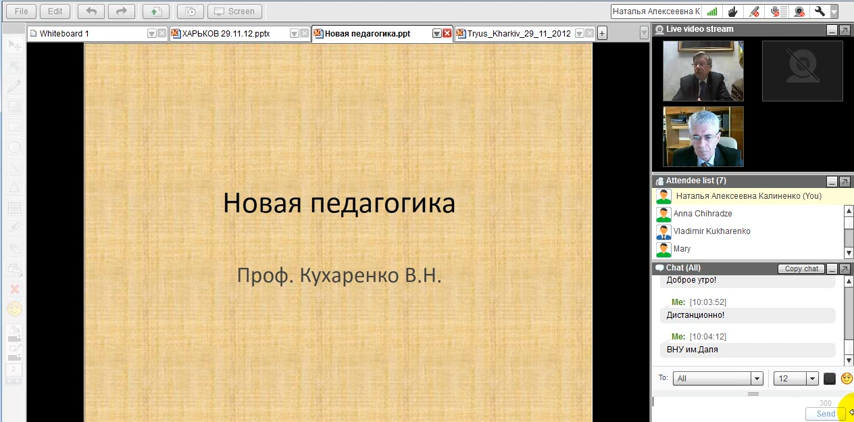 File
Edit
Screen
Наталья Алексеевна К
Whiteboard 1
ХАРЬКОВ 29.11.12.pptx
Новая педагогика.ppt
Tryus_Kharkiv_29_11_2012
Live video stream
Новая педагогика
Проф. Кухаренко В.Н.
Attendee list (7)
Наталья Алексеевна Калиненко (You)
Anna Chihradze
Vladimir Kukharenko
Mary
Chat (All)
Copy chat
Доброе утро!
Me: [10:03:52]
Дистанционно!
Me: [10:04:12]
ВНУ им.Даля
To:
All
12
300
Send